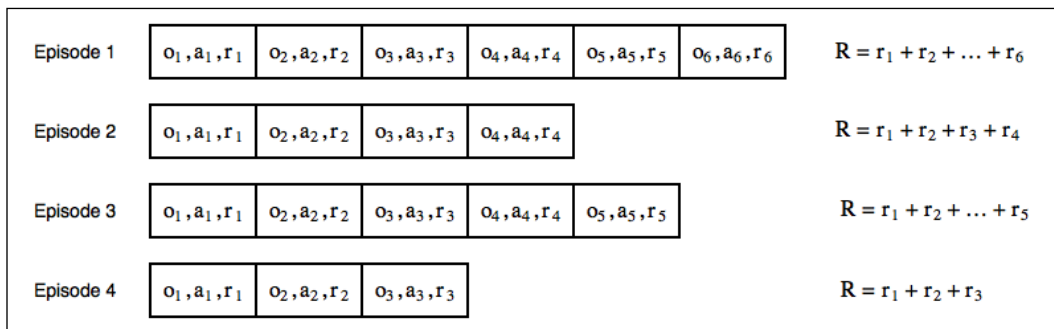 Episode 1 o₁,a₁,r₁ o₂,a₂,r₂ o₃,a₃,r₃ o₄,a₄,r₄ o₅,a₅,r₅ o₆,a₆,r₆ R = r₁ + r₂ + … + r₆
Episode 2 o₁,a₁,r₁ o₂,a₂,r₂ o₃,a₃,r₃ o₄,a₄,r₄ R = r₁ + r₂ + r₃ + r₄
Episode 3 o₁,a₁,r₁ o₂,a₂,r₂ o₃,a₃,r₃ o₄,a₄,r₄ o₅,a₅,r₅ R = r₁ + r₂ + … + r₅
Episode 4 o₁,a₁,r₁ o₂,a₂,r₂ o₃,a₃,r₃ R = r₁ + r₂ + r₃